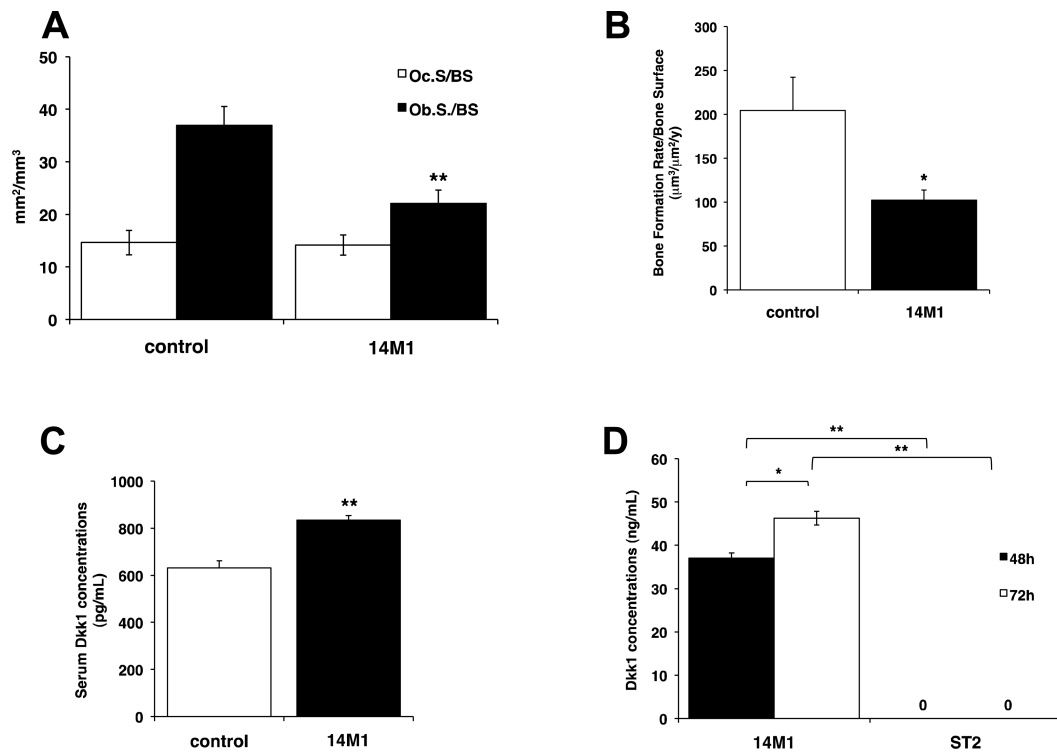 A
50
40
30
20
10
0
mm²/mm³
Oc.S/BS
Ob.S./BS
**
control
14M1
B
300
250
200
150
100
50
0
Bone Formation Rate/Bone Surface
(μm³/μm²/y)
*
control
14M1
C
1000
800
600
400
200
0
Serum Dkk1 concentrations
(pg/mL)
**
control
14M1
D
60
50
40
30
20
10
0
Dkk1 concentrations (ng/mL)
**
**
*
48h
72h
0 0
14M1
ST2